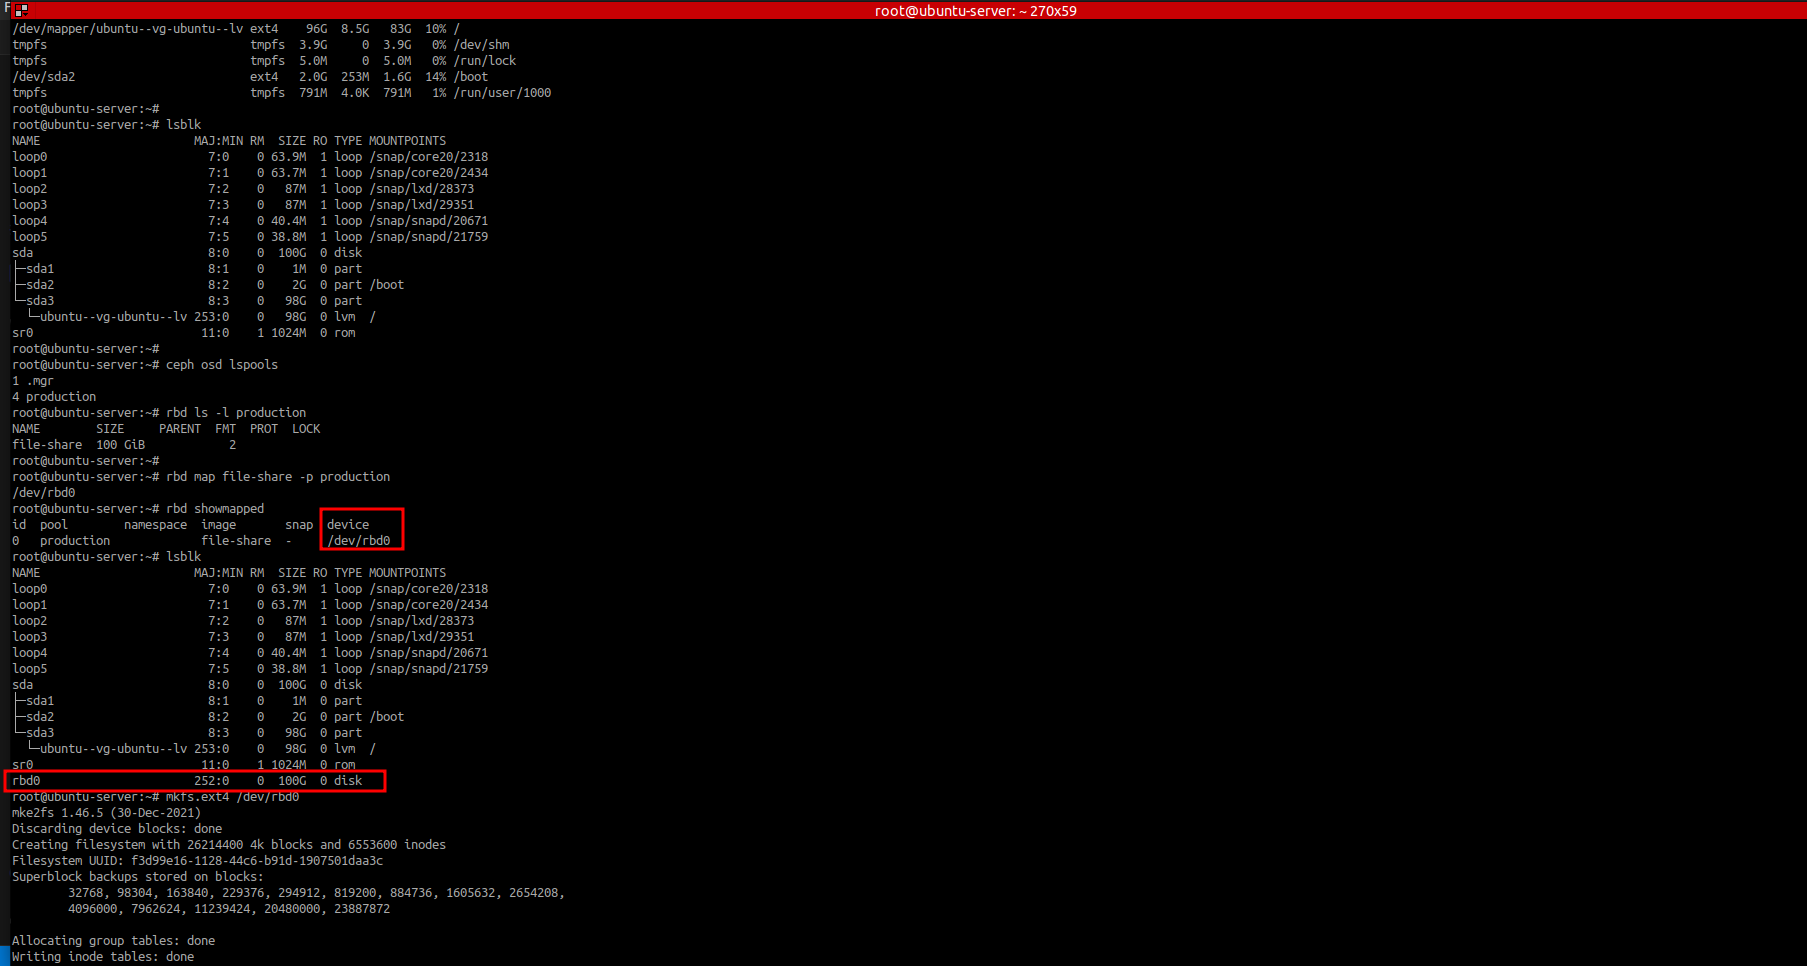 root@ubuntu-server: ~ 270x59
/dev/mapper/ubuntu--vg-ubuntu--lv ext4    96G  8.5G   83G  10% /
tmpfs                             tmpfs  3.9G     0  3.9G   0% /dev/shm
tmpfs                             tmpfs  5.0M     0  5.0M   0% /run/lock
/dev/sda2                         ext4   2.0G  253M  1.6G  14% /boot
tmpfs                             tmpfs  791M  4.0K  791M   1% /run/user/1000
root@ubuntu-server:~#
root@ubuntu-server:~# lsblk
NAME                      MAJ:MIN RM  SIZE RO TYPE MOUNTPOINTS
loop0                       7:0    0 63.9M  1 loop /snap/core20/2318
loop1                       7:1    0 63.7M  1 loop /snap/core20/2434
loop2                       7:2    0   87M  1 loop /snap/lxd/28373
loop3                       7:3    0   87M  1 loop /snap/lxd/29351
loop4                       7:4    0 40.4M  1 loop /snap/snapd/20671
loop5                       7:5    0 38.8M  1 loop /snap/snapd/21759
sda                         8:0    0  100G  0 disk
├─sda1                      8:1    0    1M  0 part
├─sda2                      8:2    0    2G  0 part /boot
└─sda3                      8:3    0   98G  0 part
  └─ubuntu--vg-ubuntu--lv 253:0    0   98G  0 lvm  /
sr0                        11:0    1 1024M  0 rom
root@ubuntu-server:~#
root@ubuntu-server:~# ceph osd lspools
1 .mgr
4 production
root@ubuntu-server:~# rbd ls -l production
NAME        SIZE     PARENT  FMT  PROT  LOCK
file-share  100 GiB            2
root@ubuntu-server:~#
root@ubuntu-server:~# rbd map file-share -p production
/dev/rbd0
root@ubuntu-server:~# rbd showmapped
id  pool        namespace  image       snap  device
0   production             file-share  -     /dev/rbd0
root@ubuntu-server:~# lsblk
NAME                      MAJ:MIN RM  SIZE RO TYPE MOUNTPOINTS
loop0                       7:0    0 63.9M  1 loop /snap/core20/2318
loop1                       7:1    0 63.7M  1 loop /snap/core20/2434
loop2                       7:2    0   87M  1 loop /snap/lxd/28373
loop3                       7:3    0   87M  1 loop /snap/lxd/29351
loop4                       7:4    0 40.4M  1 loop /snap/snapd/20671
loop5                       7:5    0 38.8M  1 loop /snap/snapd/21759
sda                         8:0    0  100G  0 disk
├─sda1                      8:1    0    1M  0 part
├─sda2                      8:2    0    2G  0 part /boot
└─sda3                      8:3    0   98G  0 part
  └─ubuntu--vg-ubuntu--lv 253:0    0   98G  0 lvm  /
sr0                        11:0    1 1024M  0 rom
rbd0                      252:0    0  100G  0 disk
root@ubuntu-server:~# mkfs.ext4 /dev/rbd0
mke2fs 1.46.5 (30-Dec-2021)
Discarding device blocks: done
Creating filesystem with 26214400 4k blocks and 6553600 inodes
Filesystem UUID: f3d99e16-1128-44c6-b91d-1907501daa3c
Superblock backups stored on blocks:
        32768, 98304, 163840, 229376, 294912, 819200, 884736, 1605632, 2654208,
        4096000, 7962624, 11239424, 20480000, 23887872
Allocating group tables: done
Writing inode tables: done